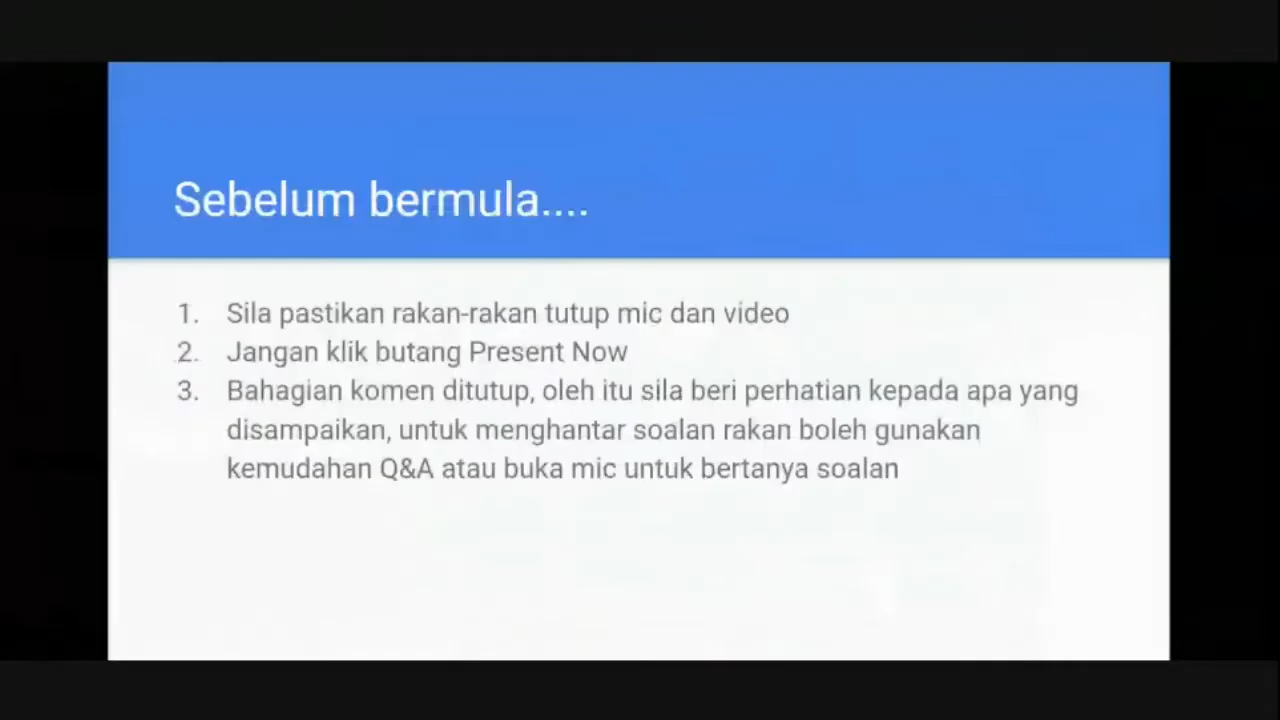 Sebelum bermula....
1. Sila pastikan rakan-rakan tutup mic dan video
2. Jangan klik butang Present Now
3. Bahagian komen ditutup, oleh itu sila beri perhatian kepada apa yang
disampaikan, untuk menghantar soalan rakan boleh gunakan
kemudahan Q&A atau buka mic untuk bertanya soalan